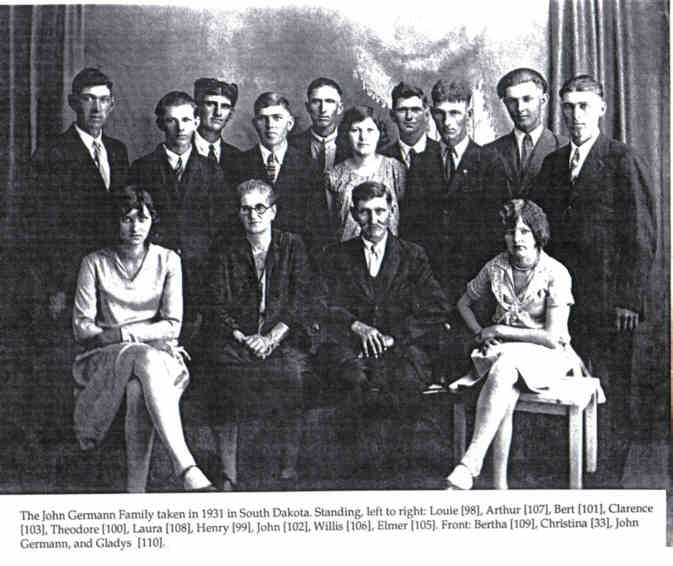 The John Germann Family taken in 1931 in South Dakota. Standing, left to right: Louie [98], Arthur [107], Bert [101], Clarence
[103], Theodore [100], Laura [108], Henry [99], John [102], Willis [106], Elmer [105]. Front: Bertha [109], Christina [33], John
Germann, and Gladys [110].